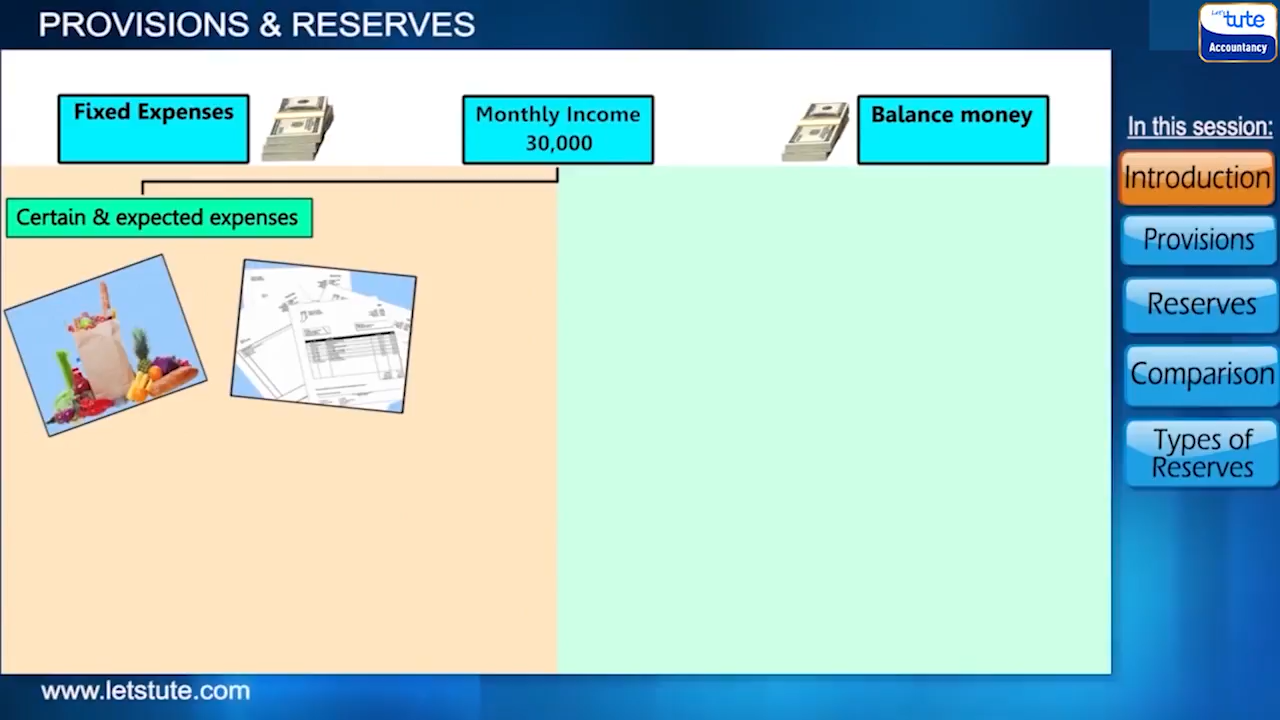 PROVISIONS & RESERVES
Let's
tute
Accountancy
Fixed Expenses
Monthly Income
30,000
Balance money
In this session:
Introduction
Certain & expected expenses
Provisions
Reserves
Comparison
Types of
Reserves
www.letstute.com